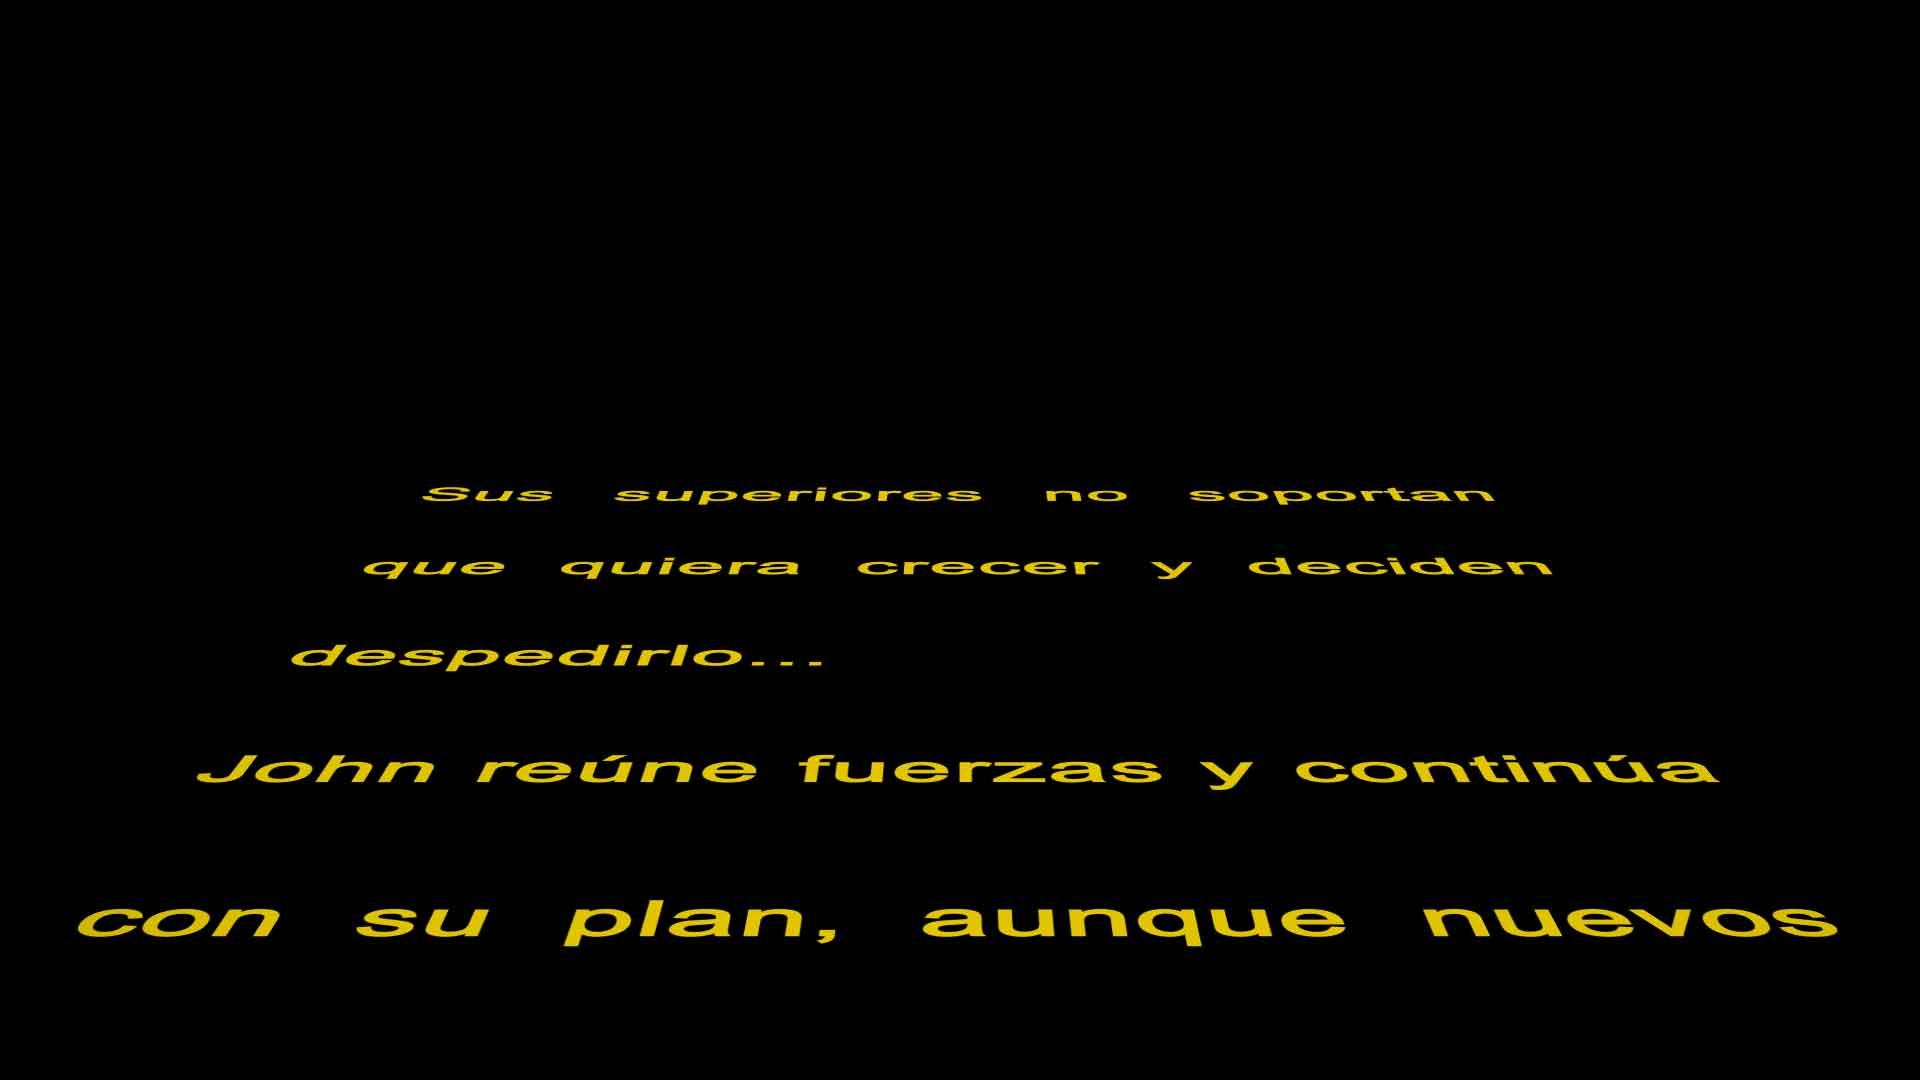 Sus superiores no soportan
que quiera crecer y deciden
despedirlo...
John reúne fuerzas y continúa
con su plan, aunque nuevos